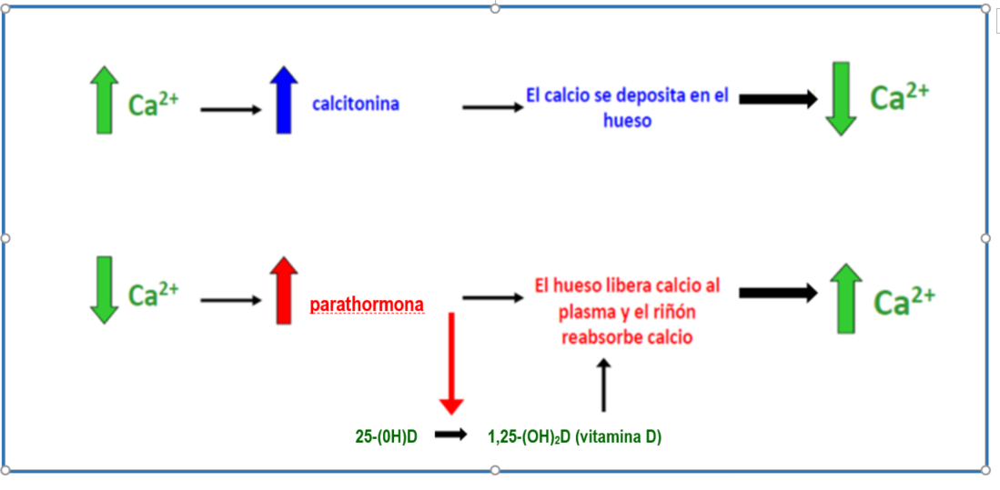 Ca²⁺
calcitonina
El calcio se deposita en el
hueso
Ca²⁺
Ca²⁺
parathormona
El hueso libera calcio al
plasma y el riñón
reabsorbe calcio
Ca²⁺
25-(0H)D
1,25-(OH)₂D (vitamina D)